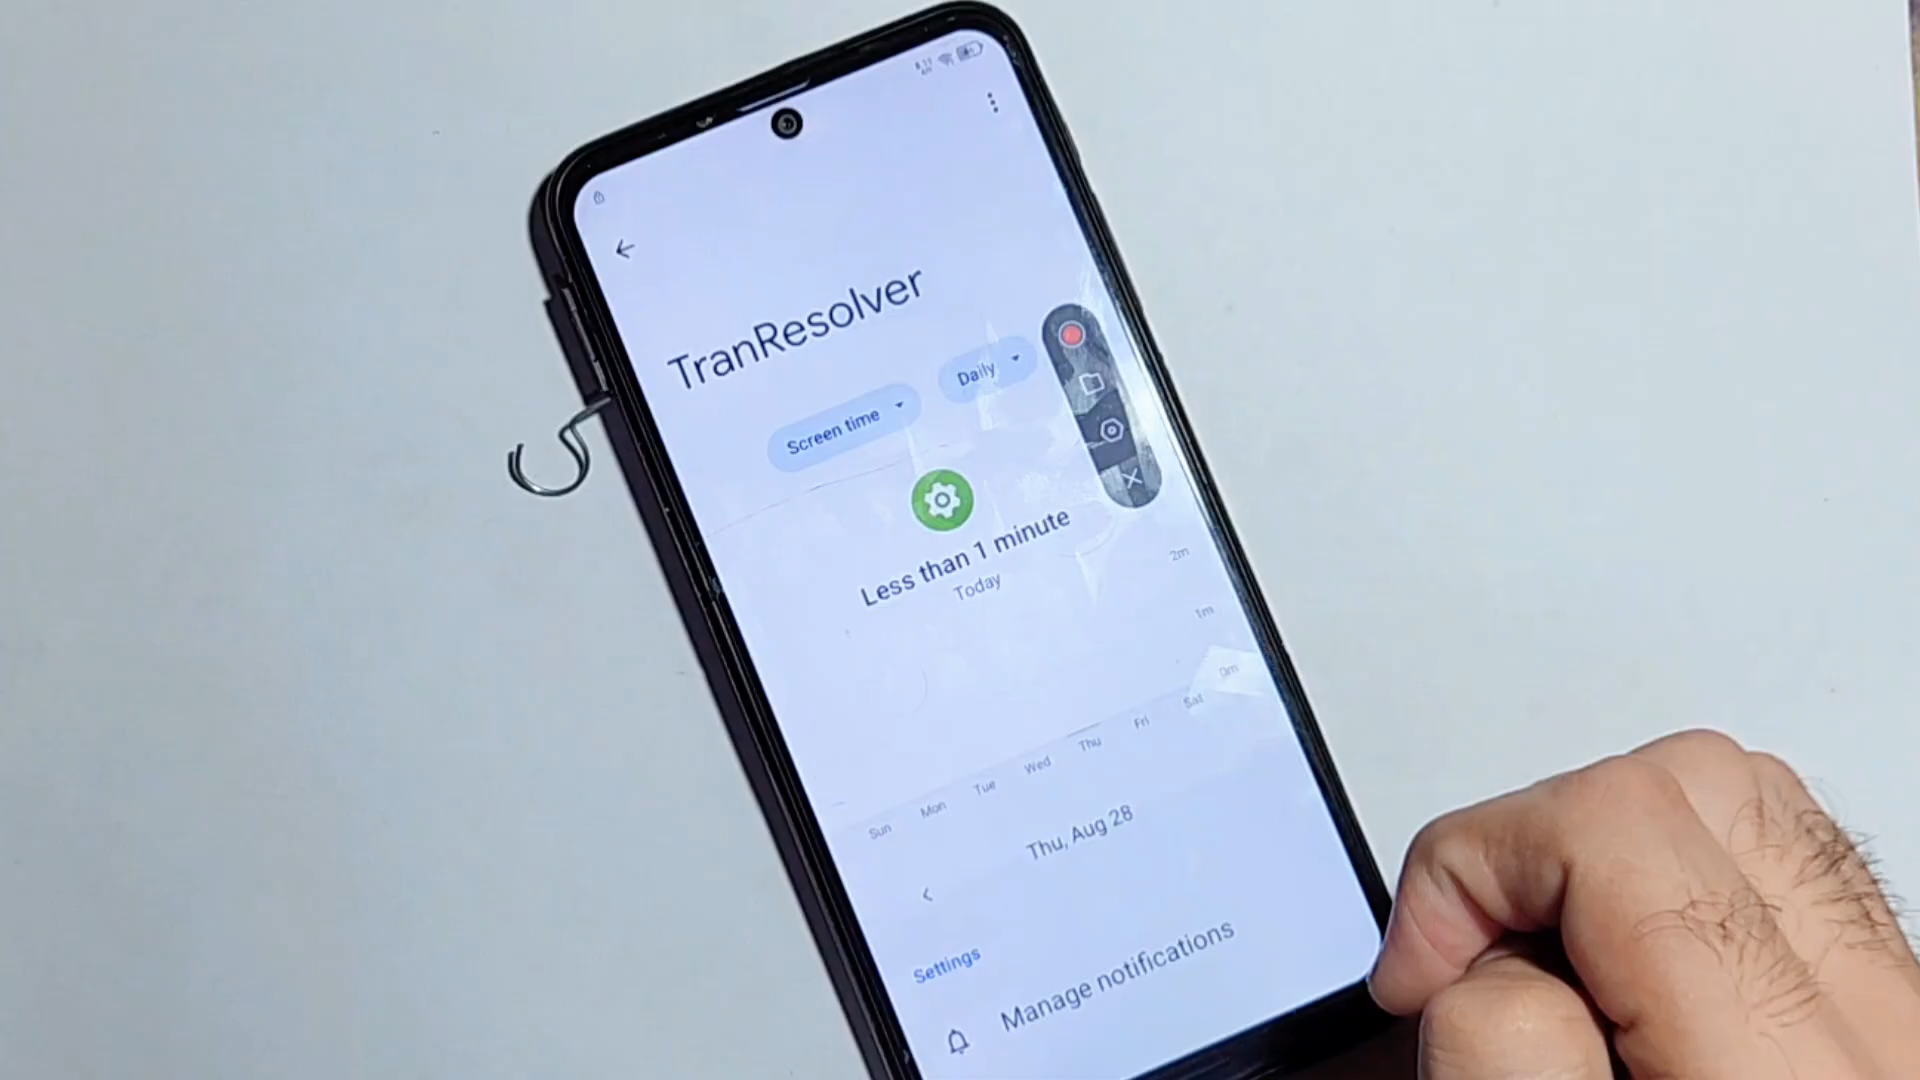 TranResolver
Screen time
Daily
Less than 1 minute
Today
2m
1m
0m
Sun Mon Tue Wed Thu Fri Sat
Thu, Aug 28
Settings
Manage notifications